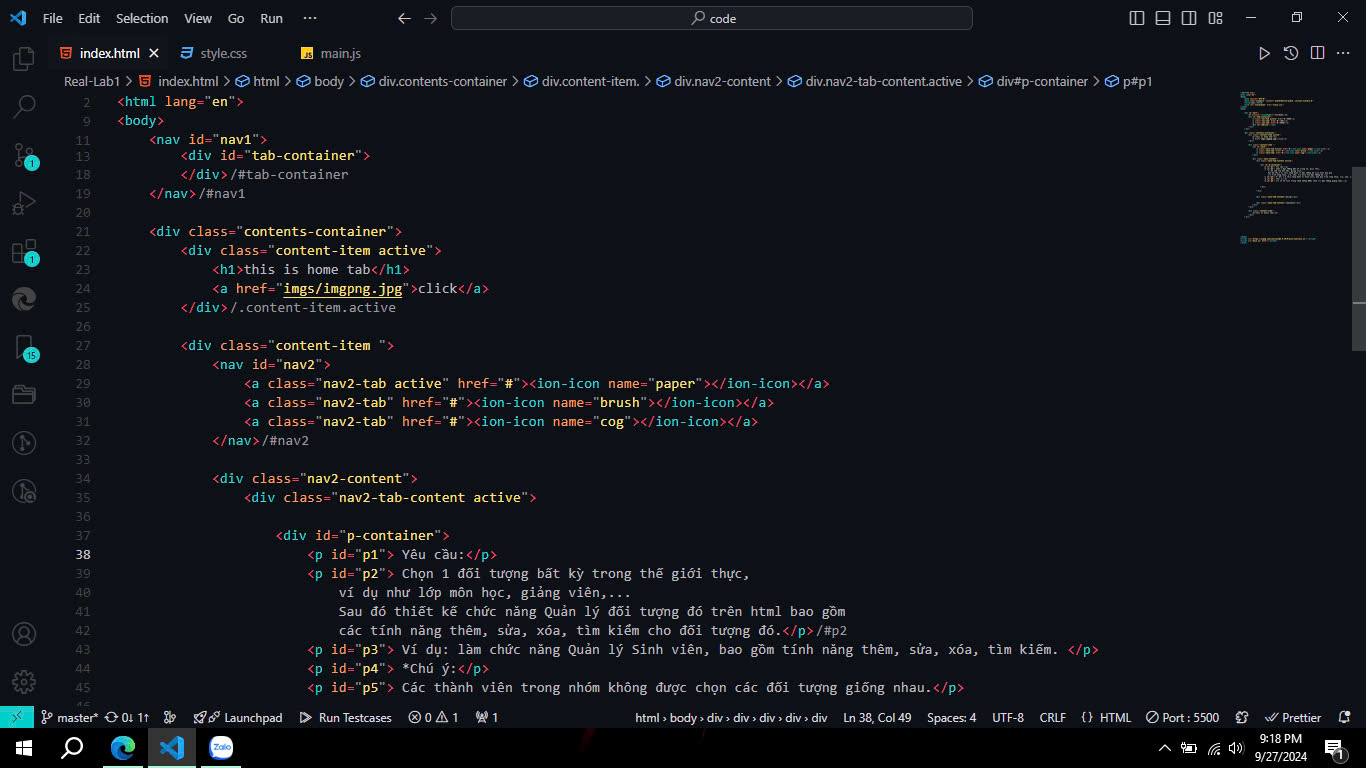 File Edit Selection View Go Run ··· code
index.html style.css JS main.js
Real-Lab1 > index.html > html > body > div.contents-container > div.content-item. > div.nav2-content > div.nav2-tab-content.active > div#p-container > p#p1
2 <html lang="en">
9 <body>
11 <nav id="nav1">
13 <div id="tab-container">
18 </div>/#tab-container
19 </nav>/#nav1
20
21 <div class="contents-container">
22 <div class="content-item active">
23 <h1>this is home tab</h1>
24 <a href="imgs/imgpng.jpg">click</a>
25 </div>/.content-item.active
26
27 <div class="content-item ">
28 <nav id="nav2">
29 <a class="nav2-tab active" href="#"><ion-icon name="paper"></ion-icon></a>
30 <a class="nav2-tab" href="#"><ion-icon name="brush"></ion-icon></a>
31 <a class="nav2-tab" href="#"><ion-icon name="cog"></ion-icon></a>
32 </nav>/#nav2
33
34 <div class="nav2-content">
35 <div class="nav2-tab-content active">
36
37 <div id="p-container">
38 <p id="p1"> Yêu cầu:</p>
39 <p id="p2"> Chọn 1 đối tượng bất kỳ trong thế giới thực,
40 ví dụ như lớp môn học, giảng viên,...
41 Sau đó thiết kế chức năng Quản lý đối tượng đó trên html bao gồm
42 các tính năng thêm, sửa, xóa, tìm kiểm cho đối tượng đó.</p>/#p2
43 <p id="p3"> Ví dụ: làm chức năng Quản lý Sinh viên, bao gồm tính năng thêm, sửa, xóa, tìm kiếm. </p>
44 <p id="p4"> *Chú ý:</p>
45 <p id="p5"> Các thành viên trong nhóm không được chọn các đối tượng giống nhau.</p>
1
1
15
master* 0↓ 1↑ Launchpad Run Testcases 0 1 1 html > body > div > div > div > div > div Ln 38, Col 49 Spaces: 4 UTF-8 CRLF {} HTML Port : 5500 Prettier
Zalo
9:18 PM
9/27/2024
1